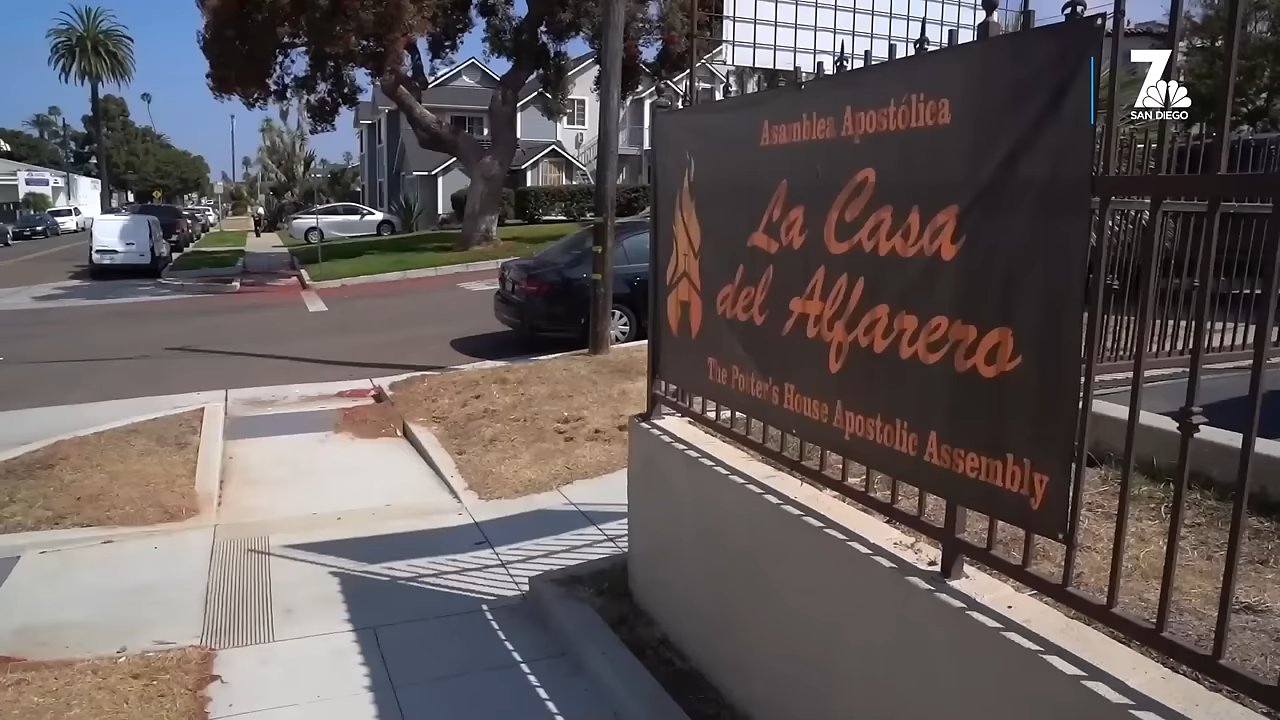 7
SAN DIEGO
Asamblea Apostólica
La Casa
del Alfarero
The Potter's House Apostolic Assembly